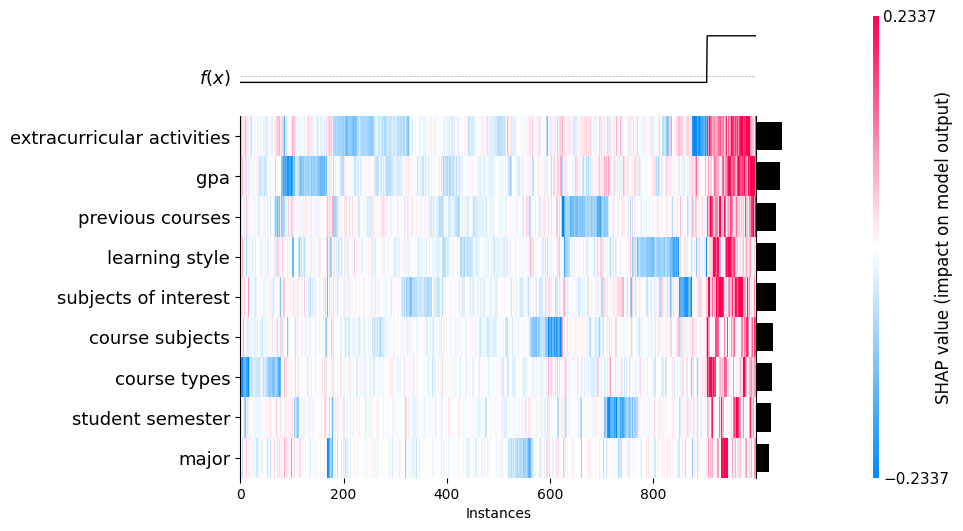 0.2337
f(x)
extracurricular activities
gpa
previous courses
learning style
subjects of interest
course subjects
course types
student semester
major
0 200 400 600 800
Instances
SHAP value (impact on model output)
−0.2337